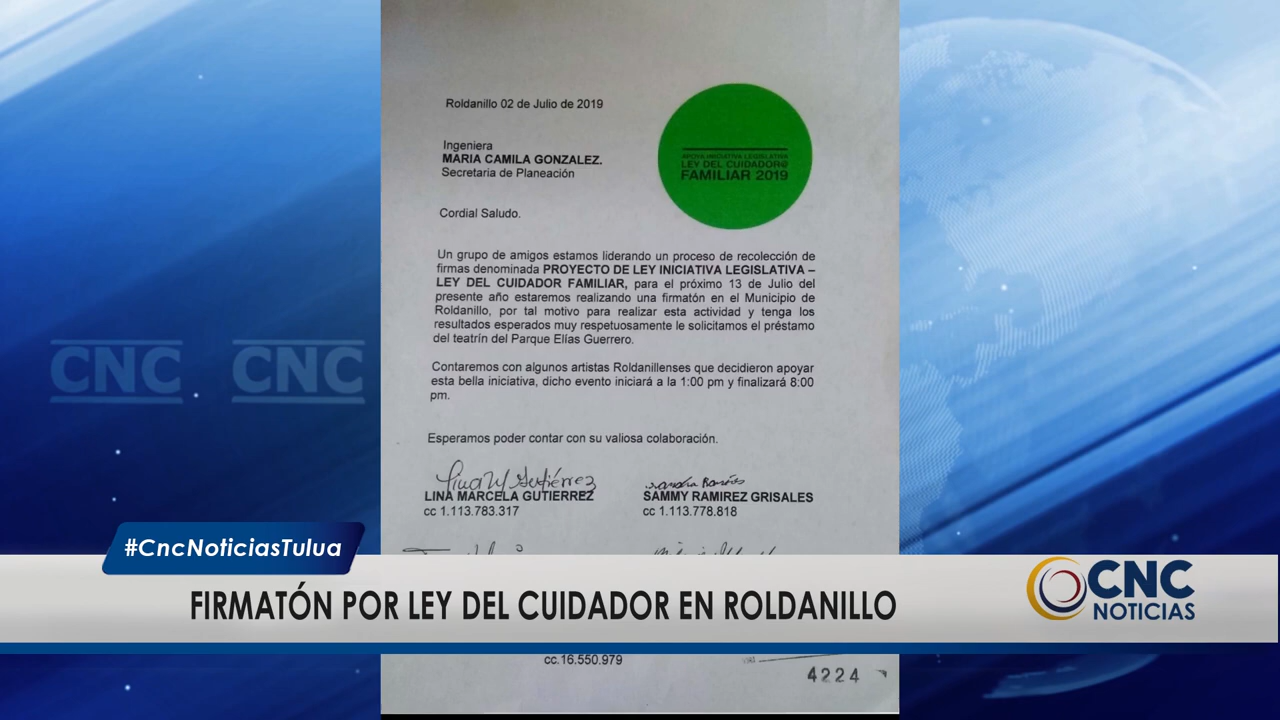 Roldanillo 02 de Julio de 2019
Ingeniera
MARIA CAMILA GONZALEZ.
Secretaria de Planeación
APOYA INICIATIVA LEGISLATIVA
LEY DEL CUIDADOR@
FAMILIAR 2019
Cordial Saludo.
Un grupo de amigos estamos liderando un proceso de recolección de
firmas denominada PROYECTO DE LEY INICIATIVA LEGISLATIVA –
LEY DEL CUIDADOR FAMILIAR, para el próximo 13 de Julio del
presente año estaremos realizando una firmatón en el Municipio de
Roldanillo, por tal motivo para realizar esta actividad y tenga los
resultados esperados muy respetuosamente le solicitamos el préstamo
del teatrín del Parque Elías Guerrero.
Contaremos con algunos artistas Roldanillenses que decidieron apoyar
esta bella iniciativa, dicho evento iniciará a la 1:00 pm y finalizará 8:00
pm.
Esperamos poder contar con su valiosa colaboración.
Lina M Gutiérrez
LINA MARCELA GUTIERREZ
cc 1.113.783.317
SAMMY RAMIREZ GRISALES
cc 1.113.778.818
CNC CNC
#CncNoticiasTulua
FIRMATÓN POR LEY DEL CUIDADOR EN ROLDANILLO
CNC
NOTICIAS
cc.16.550.979
4224